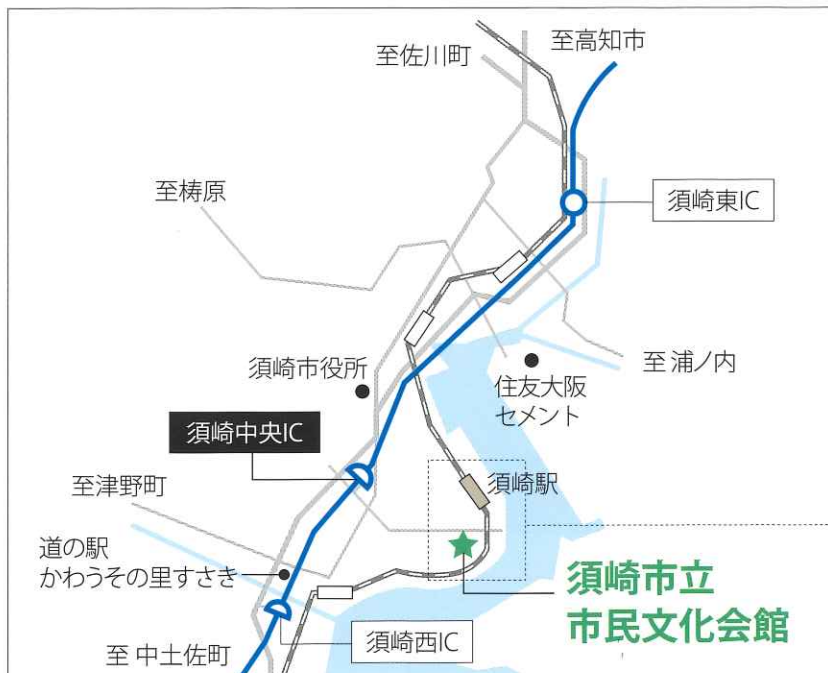 至高知市
至佐川町
至梼原
須崎東IC
至 浦ノ内
須崎市役所
住友大阪
セメント
須崎中央IC
須崎駅
至津野町
道の駅
かわうその里すさき
須崎市立
市民文化会館
須崎西IC
至 中土佐町